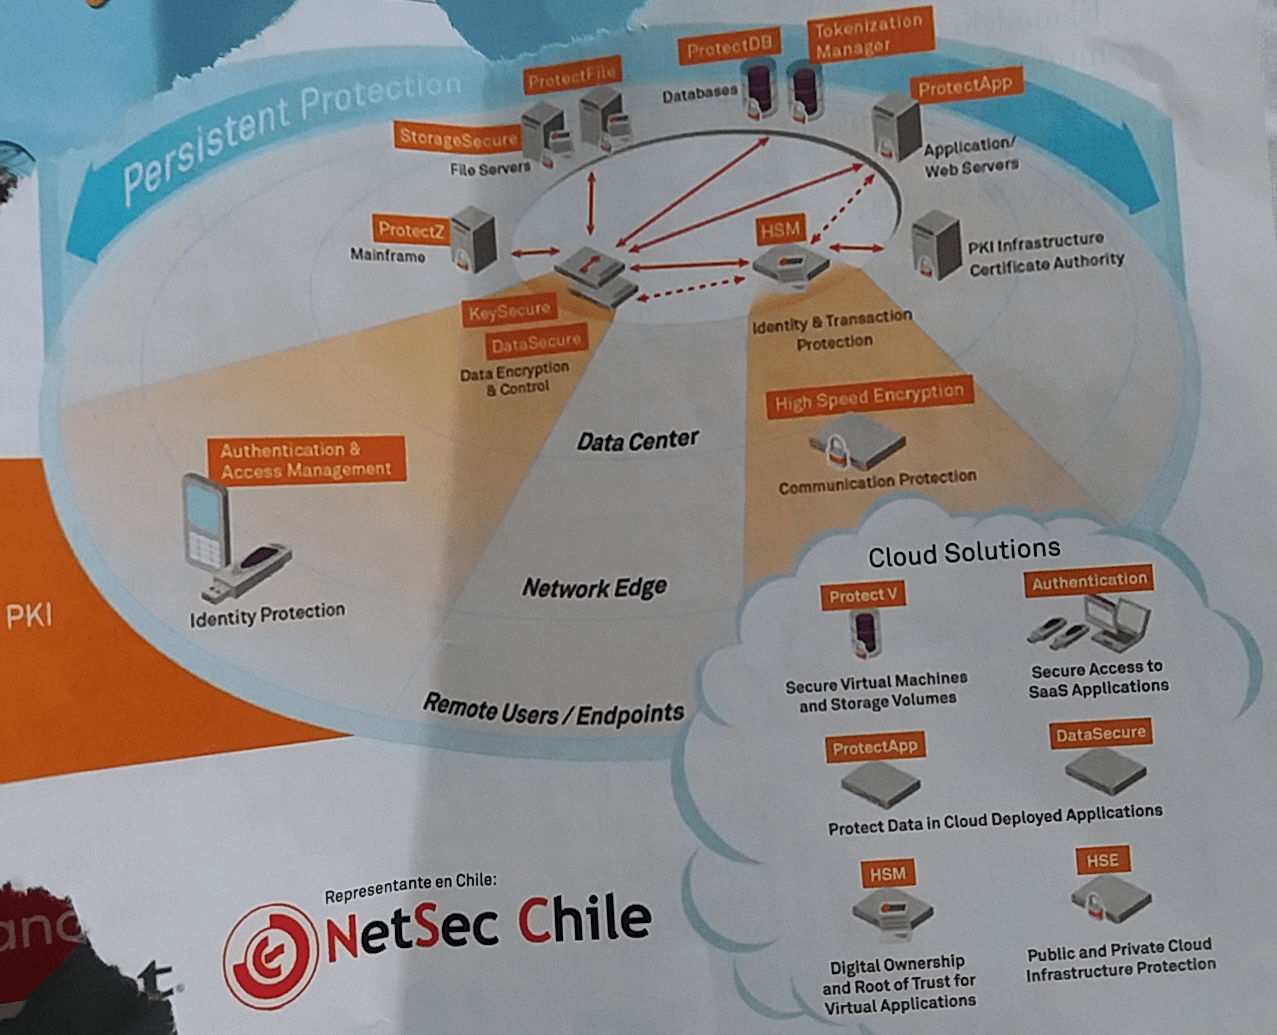 Persistent Protection
ProtectFile
ProtectDB
Tokenization
Manager
ProtectApp
StorageSecure
File Servers
Databases
Application/
Web Servers
ProtectZ
Mainframe
HSM
PKI Infrastructure
Certificate Authority
KeySecure
DataSecure
Data Encryption
& Control
Identity & Transaction
Protection
High Speed Encryption
Communication Protection
Data Center
Authentication &
Access Management
Identity Protection
Network Edge
Remote Users / Endpoints
PKI
Cloud Solutions
Protect V
Secure Virtual Machines
and Storage Volumes
Authentication
Secure Access to
SaaS Applications
ProtectApp
DataSecure
Protect Data in Cloud Deployed Applications
HSM
Digital Ownership
and Root of Trust for
Virtual Applications
HSE
Public and Private Cloud
Infrastructure Protection
Representante en Chile:
NetSec Chile